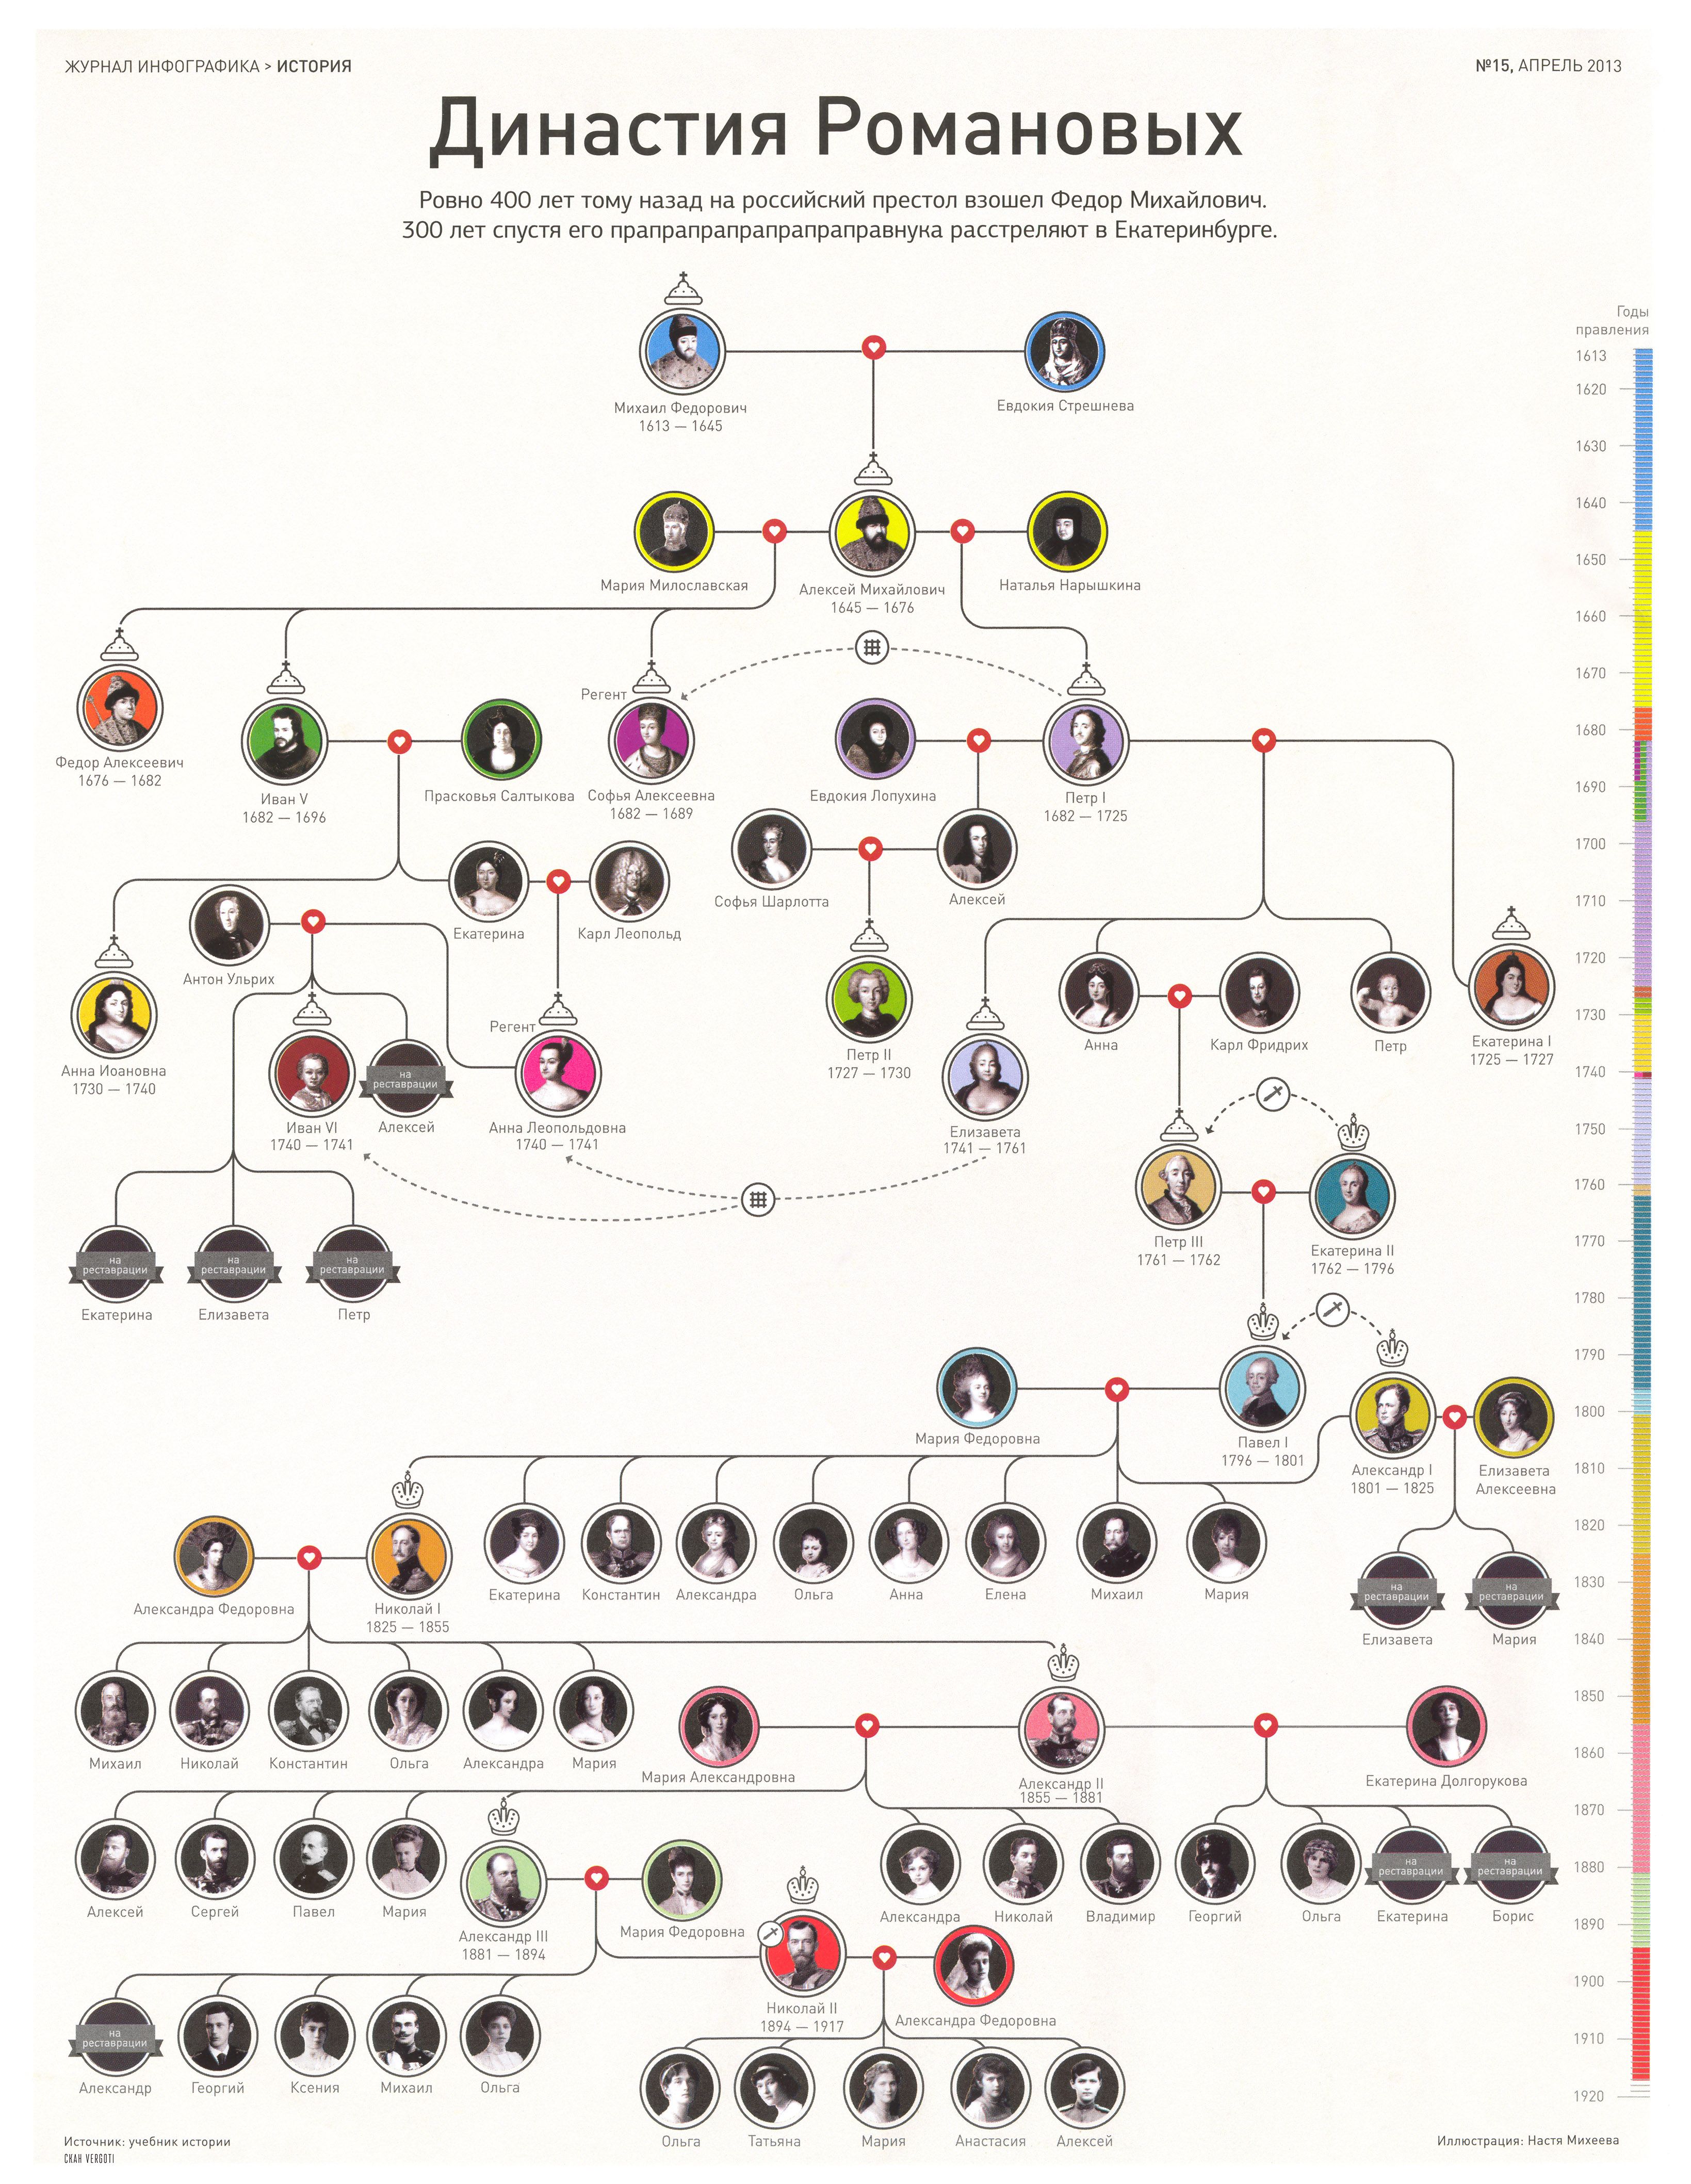 ЖУРНАЛ ИНФОГРАФИКА > ИСТОРИЯ
№15, АПРЕЛЬ 2013
Династия Романовых
Ровно 400 лет тому назад на российский престол взошел Федор Михайлович.
300 лет спустя его прапрапрапрапрапраправнука расстреляют в Екатеринбурге.
Годы
правления
1613
1620
1630
1640
1650
1660
1670
1680
1690
1700
1710
1720
1730
1740
1750
1760
1770
1780
1790
1800
1810
1820
1830
1840
1850
1860
1870
1880
1890
1900
1910
1920
Михаил Федорович
1613 — 1645
Евдокия Стрешнева
Мария Милославская
Алексей Михайлович
1645 — 1676
Наталья Нарышкина
Федор Алексеевич
1676 — 1682
Иван V
1682 — 1696
Прасковья Салтыкова
Регент
Софья Алексеевна
1682 — 1689
Евдокия Лопухина
Петр I
1682 — 1725
Софья Шарлотта
Алексей
Екатерина
Карл Леопольд
Антон Ульрих
Анна Иоановна
1730 — 1740
Иван VI
1740 — 1741
на
реставрации
Алексей
Регент
Анна Леопольдовна
1740 — 1741
Петр II
1727 — 1730
Елизавета
1741 — 1761
Анна
Карл Фридрих
Петр
Екатерина I
1725 — 1727
Петр III
1761 — 1762
Екатерина II
1762 — 1796
на
реставрации
Екатерина
на
реставрации
Елизавета
на
реставрации
Петр
Мария Федоровна
Павел I
1796 — 1801
Александр I
1801 — 1825
Елизавета
Алексеевна
Александра Федоровна
Николай I
1825 — 1855
Екатерина
Константин
Александра
Ольга
Анна
Елена
Михаил
Мария
на
реставрации
Елизавета
на
реставрации
Мария
Михаил
Николай
Константин
Ольга
Александра
Мария
Мария Александровна
Александр II
1855 — 1881
Екатерина Долгорукова
Алексей
Сергей
Павел
Мария
Александр III
1881 — 1894
Мария Федоровна
Александра
Николай
Владимир
Георгий
Ольга
на
реставрации
Екатерина
на
реставрации
Борис
Николай II
1894 — 1917
Александра Федоровна
на
реставрации
Александр
Георгий
Ксения
Михаил
Ольга
Ольга
Татьяна
Мария
Анастасия
Алексей
Источник: учебник истории
СКАН VERGOTI
Иллюстрация: Настя Михеева